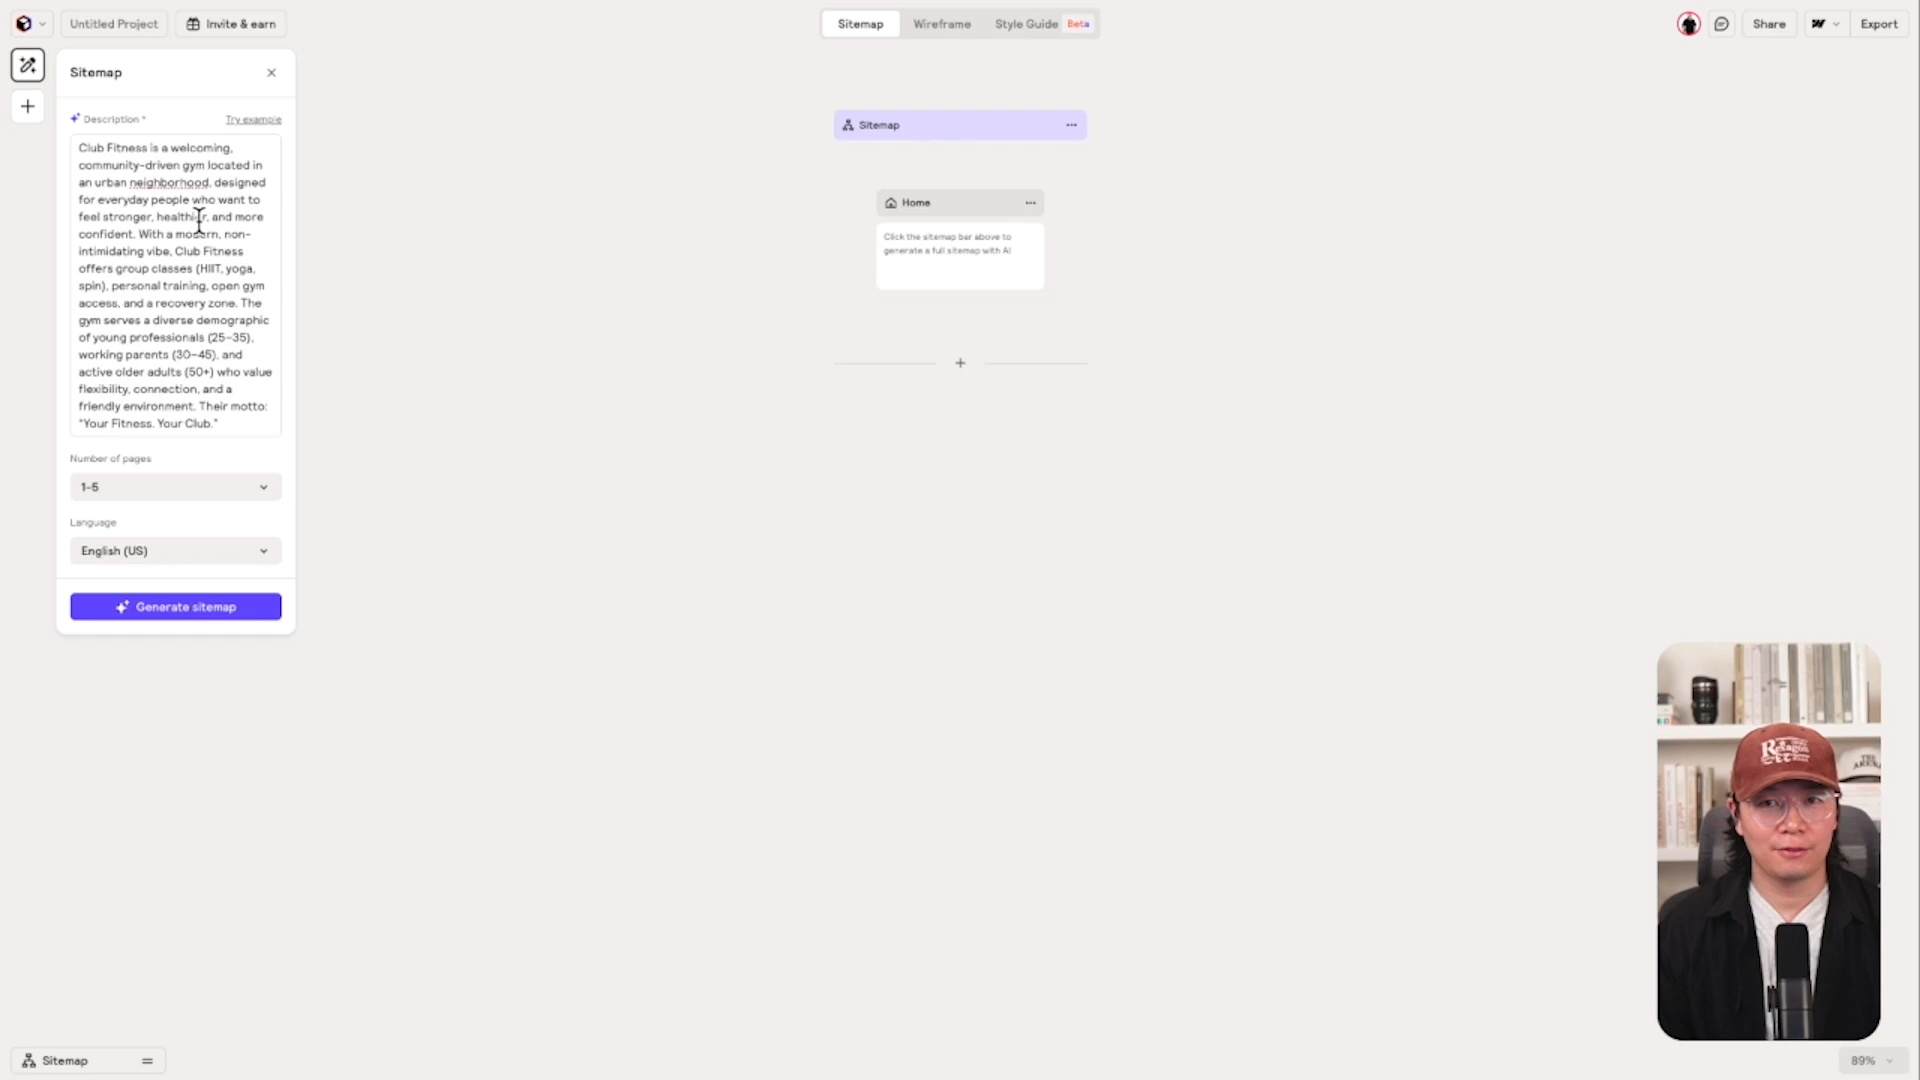 Untitled Project
Invite & earn
Sitemap
Wireframe
Style Guide
Beta
Share
Export
Sitemap
Description *
Try example
Club Fitness is a welcoming,
community-driven gym located in
an urban neighborhood, designed
for everyday people who want to
feel stronger, healthier, and more
confident. With a modern, non-
intimidating vibe, Club Fitness
offers group classes (HIIT, yoga,
spin), personal training, open gym
access, and a recovery zone. The
gym serves a diverse demographic
of young professionals (25–35),
working parents (30–45), and
active older adults (50+) who value
flexibility, connection, and a
friendly environment. Their motto:
"Your Fitness. Your Club."
Number of pages
1-5
Language
English (US)
Generate sitemap
Sitemap
Home
Click the sitemap bar above to
generate a full sitemap with AI
Sitemap
89%